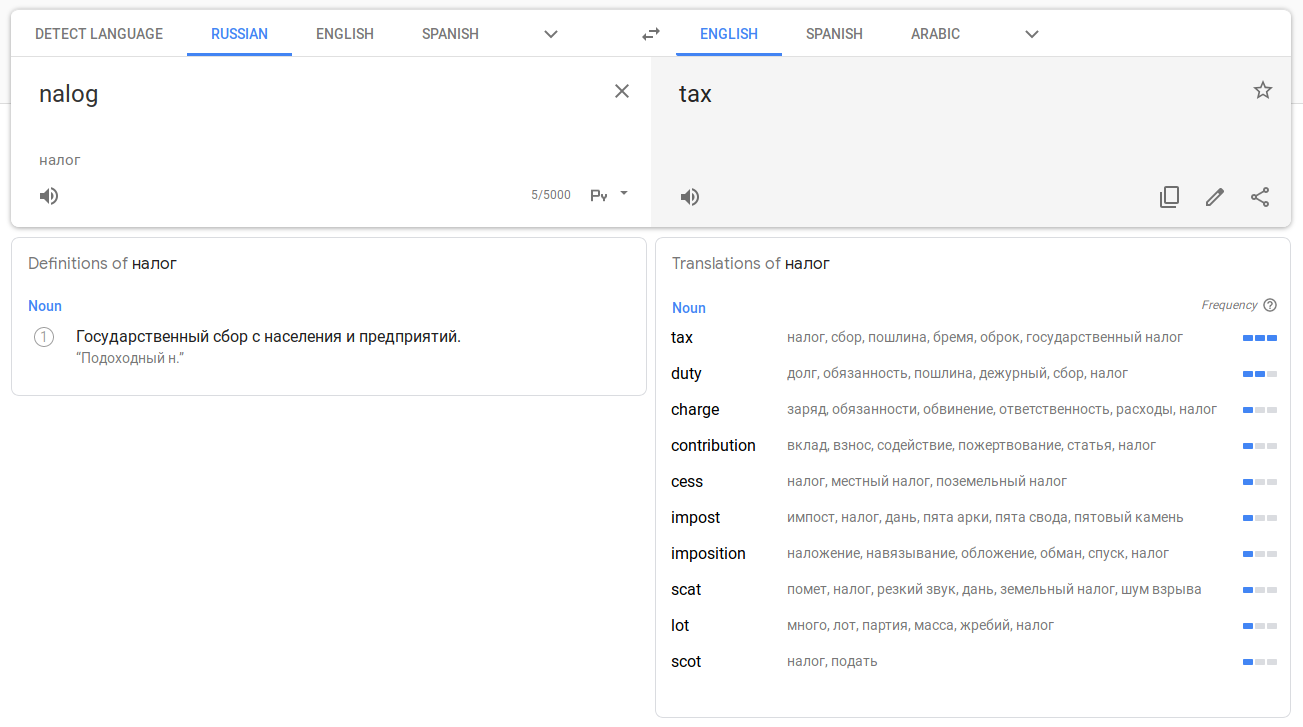 DETECT LANGUAGE RUSSIAN ENGLISH SPANISH ENGLISH SPANISH ARABIC
nalog
налог
5/5000
tax
Definitions of налог
Noun
1 Государственный сбор с населения и предприятий.
“Подоходный н.”
Translations of налог
Noun Frequency ?
tax налог, сбор, пошлина, бремя, оброк, государственный налог
duty долг, обязанность, пошлина, дежурный, сбор, налог
charge заряд, обязанности, обвинение, ответственность, расходы, налог
contribution вклад, взнос, содействие, пожертвование, статья, налог
cess налог, местный налог, поземельный налог
impost импост, налог, дань, пята арки, пята свода, пятовый камень
imposition наложение, навязывание, обложение, обман, спуск, налог
scat помет, налог, резкий звук, дань, земельный налог, шум взрыва
lot много, лот, партия, масса, жребий, налог
scot налог, подать